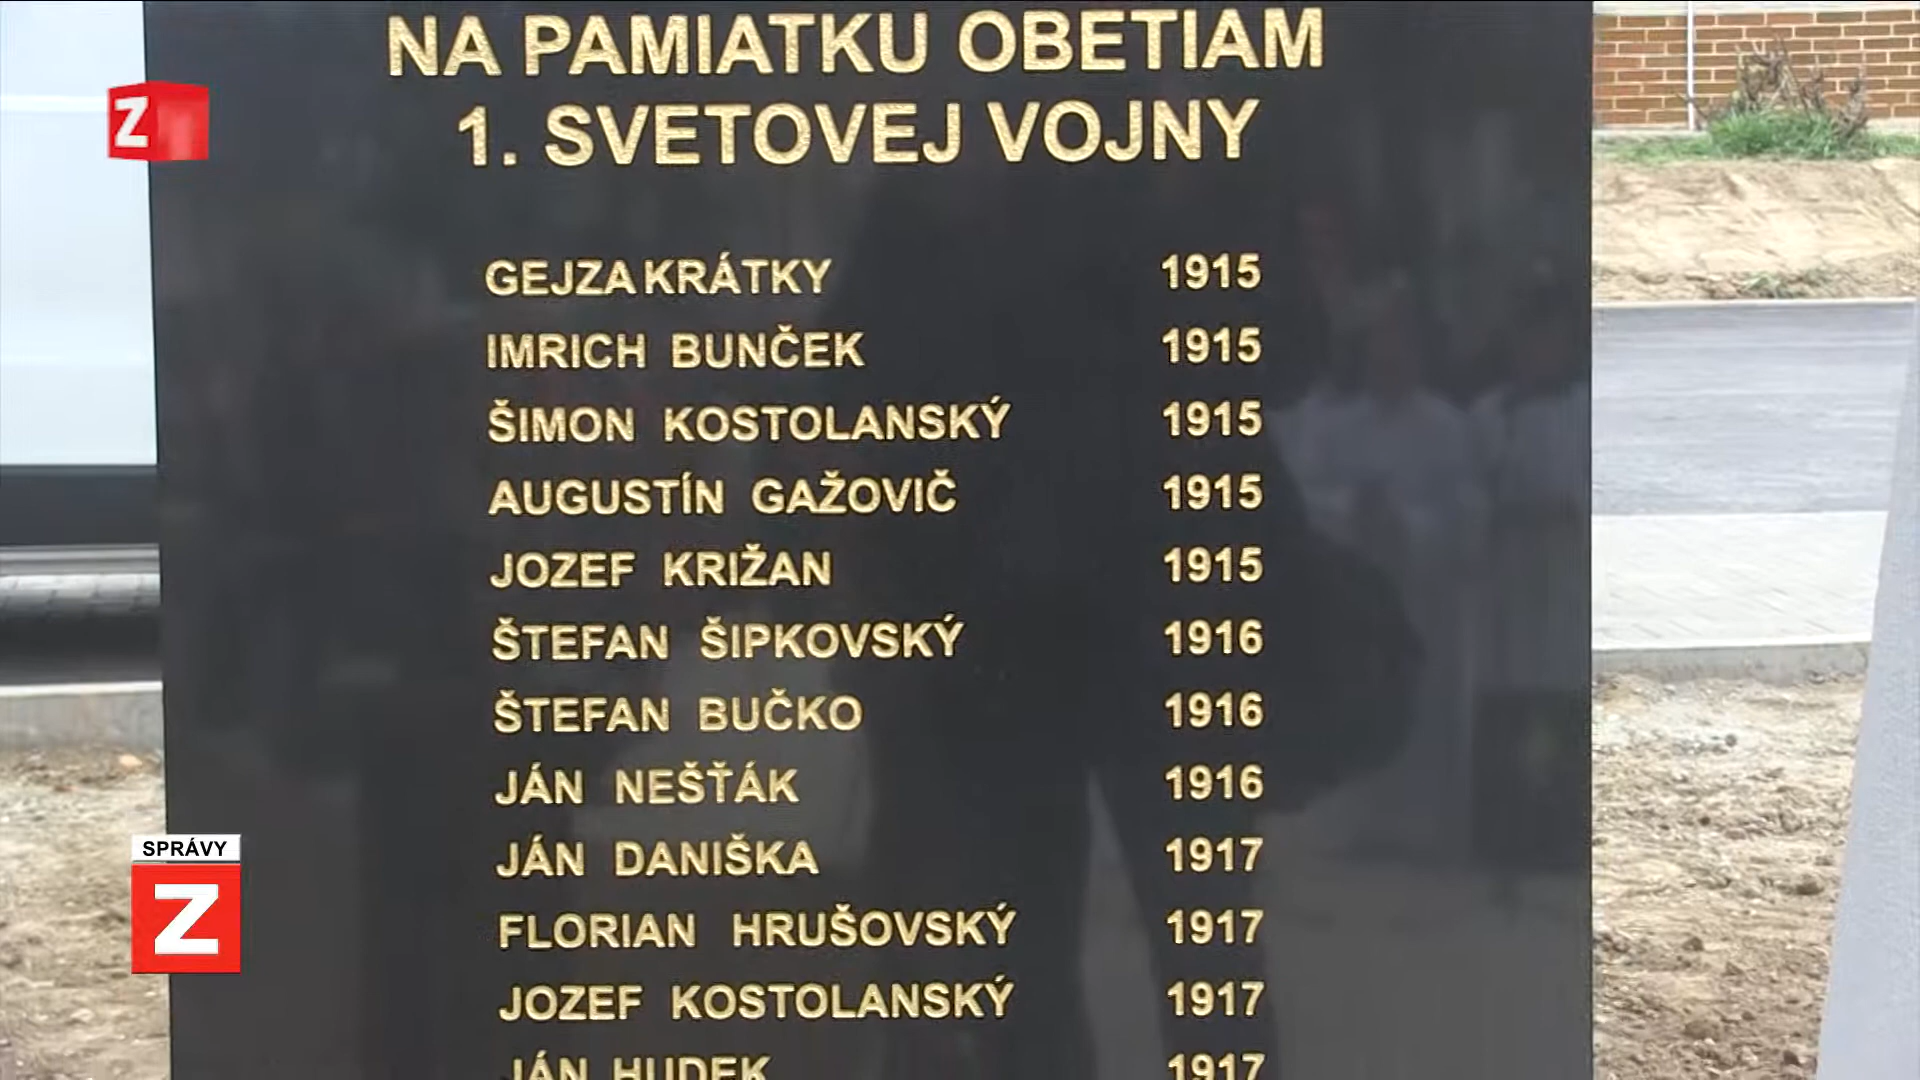 NA PAMIATKU OBETIAM
1. SVETOVEJ VOJNY
Z
GEJZA KRÁTKY 1915
IMRICH BUNČEK 1915
ŠIMON KOSTOLANSKÝ 1915
AUGUSTÍN GAŽOVIČ 1915
JOZEF KRIŽAN 1915
ŠTEFAN ŠIPKOVSKÝ 1916
ŠTEFAN BUČKO 1916
JÁN NEŠŤÁK 1916
JÁN DANIŠKA 1917
FLORIAN HRUŠOVSKÝ 1917
JOZEF KOSTOLANSKÝ 1917
JÁN HUDEK 1917
SPRÁVY
Z